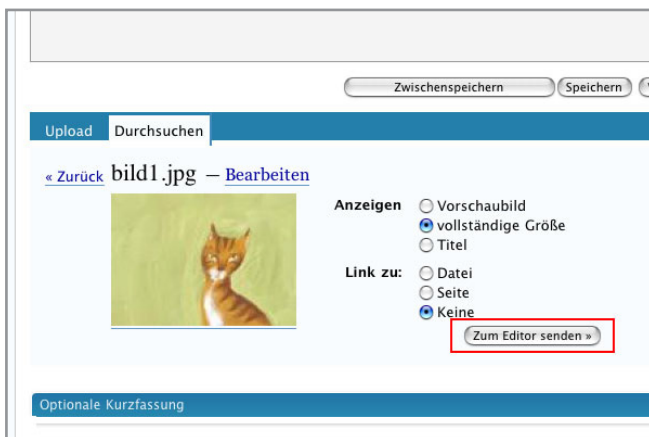 Zwischenspeichern Speichern
Upload Durchsuchen
« Zurück bild1.jpg — Bearbeiten
Anzeigen Vorschaubild
vollständige Größe
Titel
Link zu: Datei
Seite
Keine
Zum Editor senden »
Optionale Kurzfassung